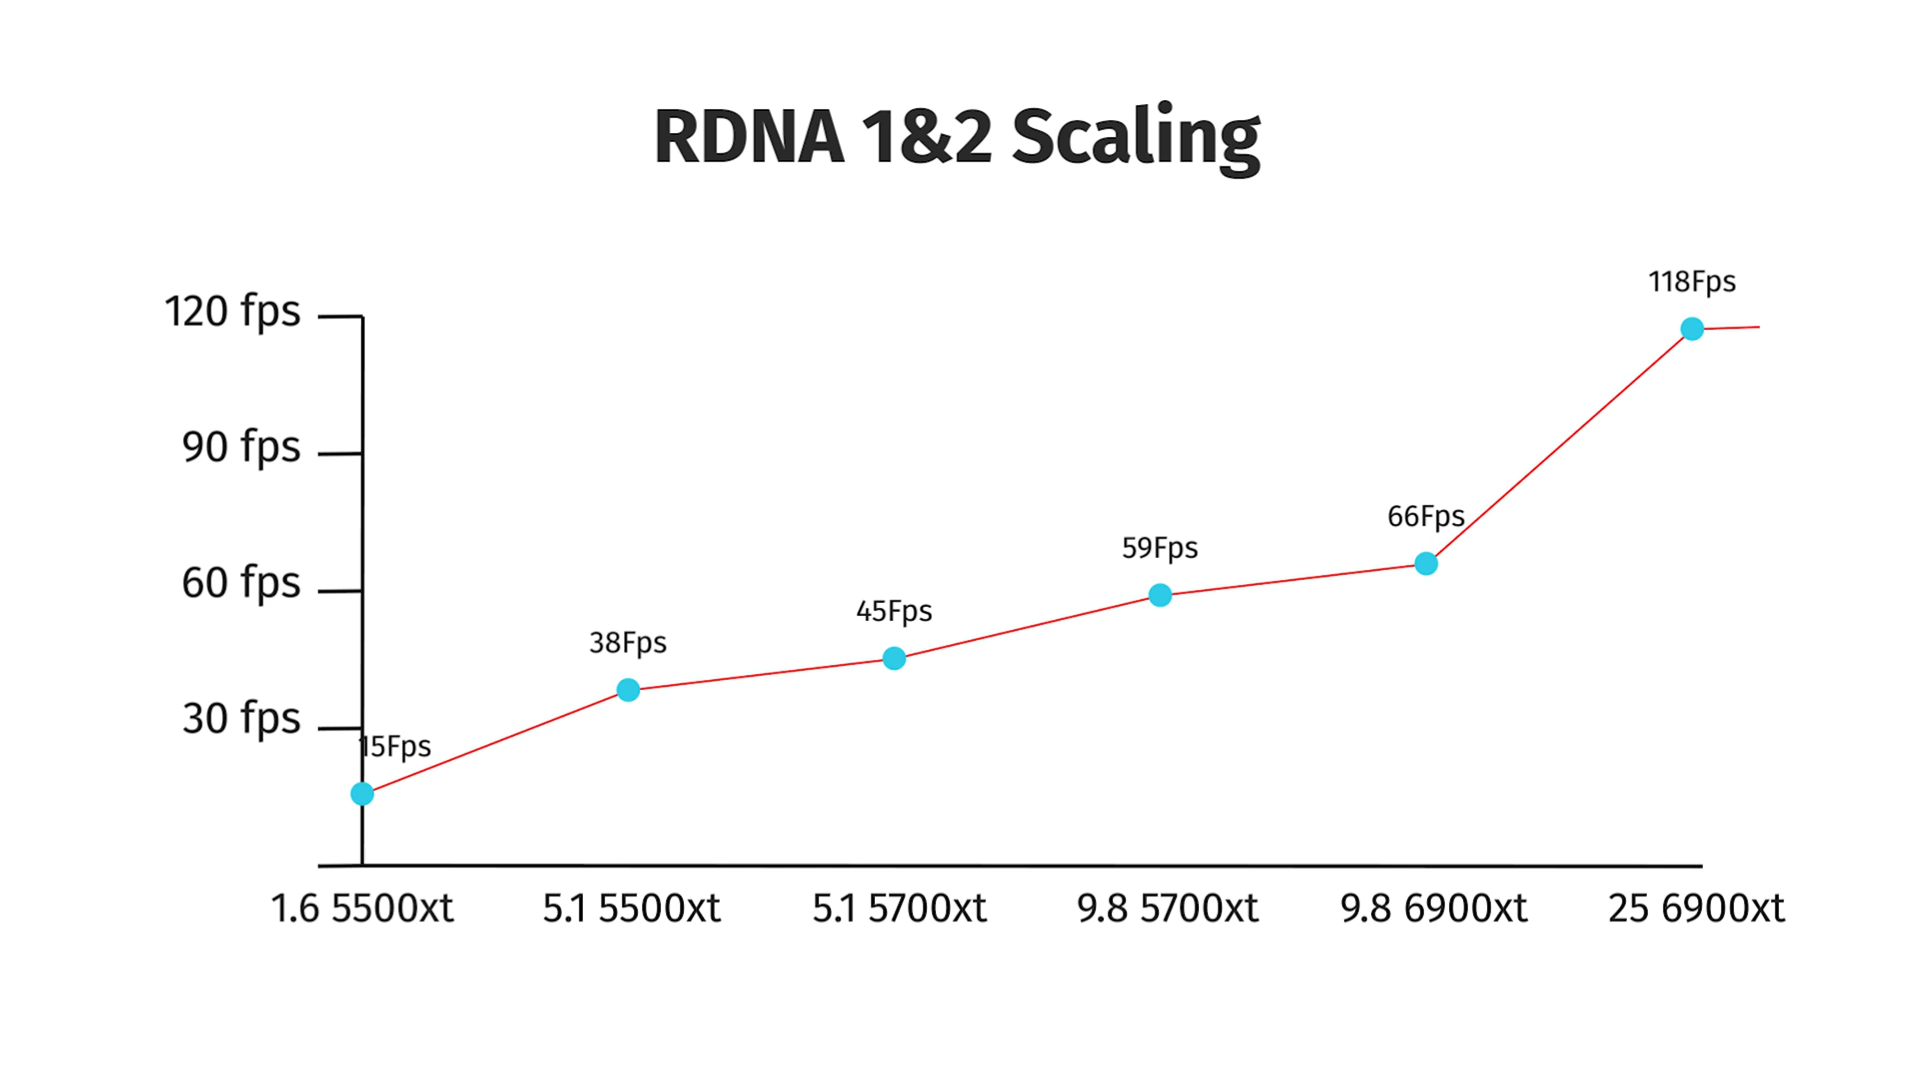 RDNA 1&2 Scaling
118Fps
120 fps
90 fps
66Fps
59Fps
60 fps
45Fps
38Fps
30 fps
15Fps
1.6 5500xt 5.1 5500xt 5.1 5700xt 9.8 5700xt 9.8 6900xt 25 6900xt